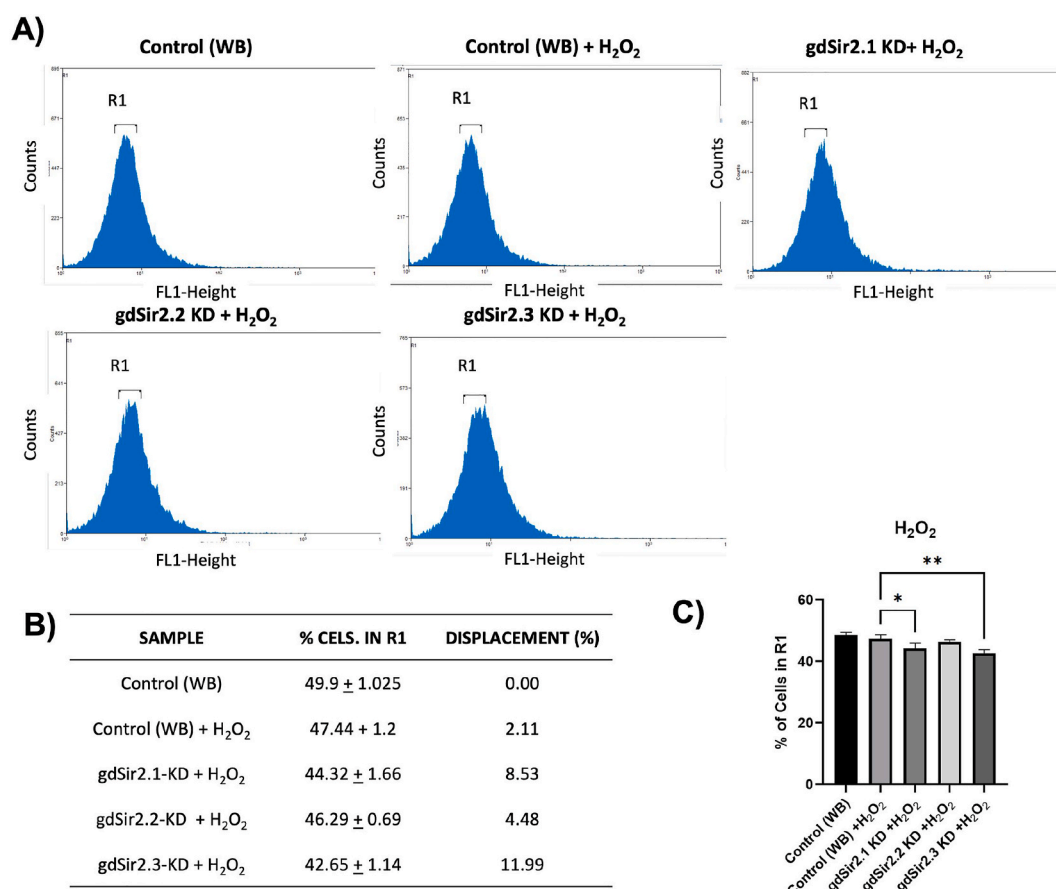 A)
Control (WB)
Control (WB) + H₂O₂
gdSir2.1 KD+ H₂O₂
R1
R1
R1
Counts
Counts
Counts
FL1-Height
FL1-Height
FL1-Height
gdSir2.2 KD + H₂O₂
gdSir2.3 KD + H₂O₂
R1
R1
Counts
Counts
FL1-Height
FL1-Height
B)
SAMPLE % CELS. IN R1 DISPLACEMENT (%)
Control (WB) 49.9 ± 1.025 0.00
Control (WB) + H₂O₂ 47.44 + 1.2 2.11
gdSir2.1-KD + H₂O₂ 44.32 ± 1.66 8.53
gdSir2.2-KD + H₂O₂ 46.29 ± 0.69 4.48
gdSir2.3-KD + H₂O₂ 42.65 ± 1.14 11.99
C)
H₂O₂
**
*
% of Cells in R1
60
40
20
0
Control (WB)
Control (WB) +H₂O₂
gdSir2.1 KD +H₂O₂
gdSir2.2 KD +H₂O₂
gdSir2.3 KD +H₂O₂